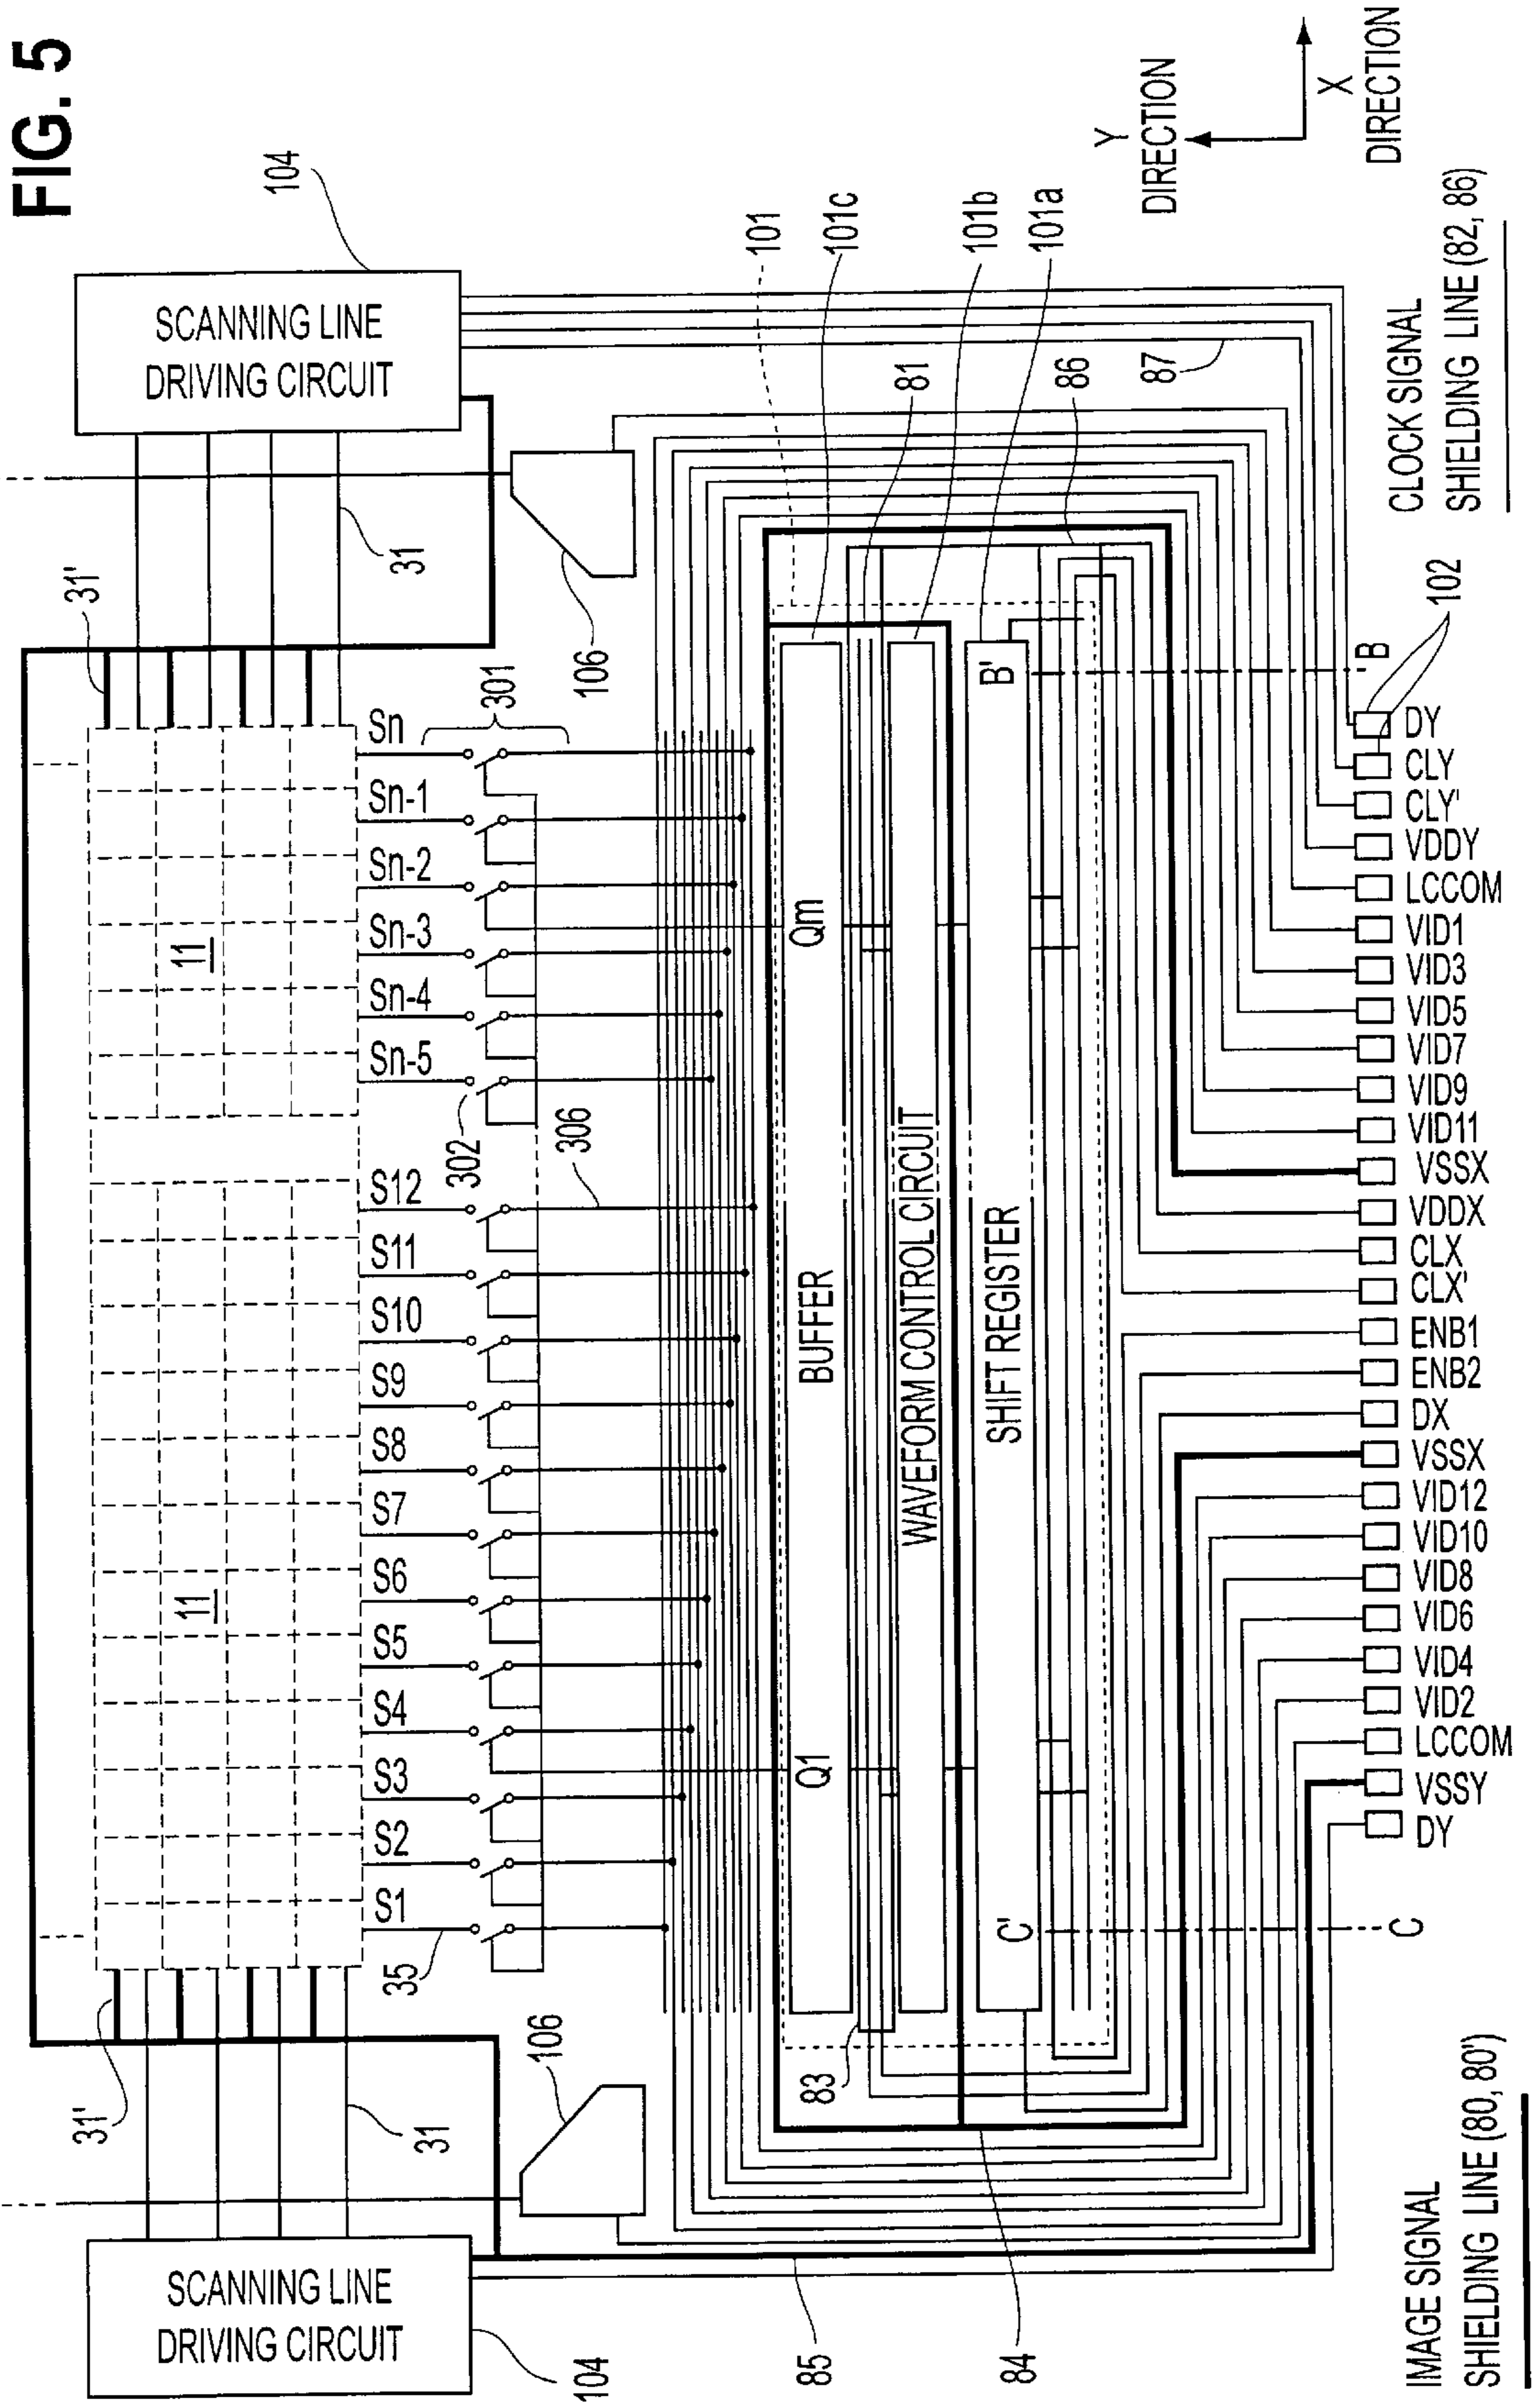 FIG. 5
SCANNING LINE
DRIVING CIRCUIT
104
SCANNING LINE
DRIVING CIRCUIT
104
31'
31
31'
31
11
11
106
106
S1
S2
S3
S4
S5
S6
S7
S8
S9
S10
S11
S12
Sn-5
Sn-4
Sn-3
Sn-2
Sn-1
Sn
35
302
301
306
Q1
BUFFER
Qm
WAVEFORM CONTROL CIRCUIT
C'
SHIFT REGISTER
B'
83
85
84
101
101c
81
101b
101a
86
87
Y
DIRECTION
X
DIRECTION
C
B
102
DY
VSSY
LCCOM
VID2
VID4
VID6
VID8
VID10
VID12
VSSX
DX
ENB2
ENB1
CLX'
CLX
VDDX
VSSX
VID11
VID9
VID7
VID5
VID3
VID1
LCCOM
VDDY
CLY'
CLY
DY
IMAGE SIGNAL
SHIELDING LINE (80, 80')
CLOCK SIGNAL
SHIELDING LINE (82, 86)